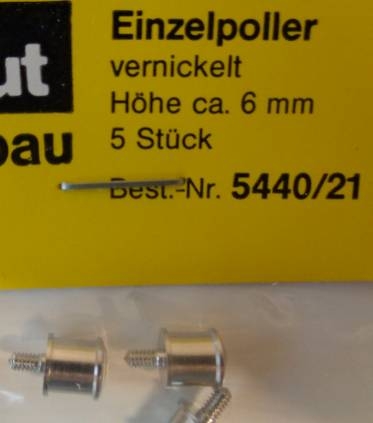 Einzelpoller
ut
vernickelt
Höhe ca. 6 mm
bau
5 Stück
Best.-Nr. 5440/21